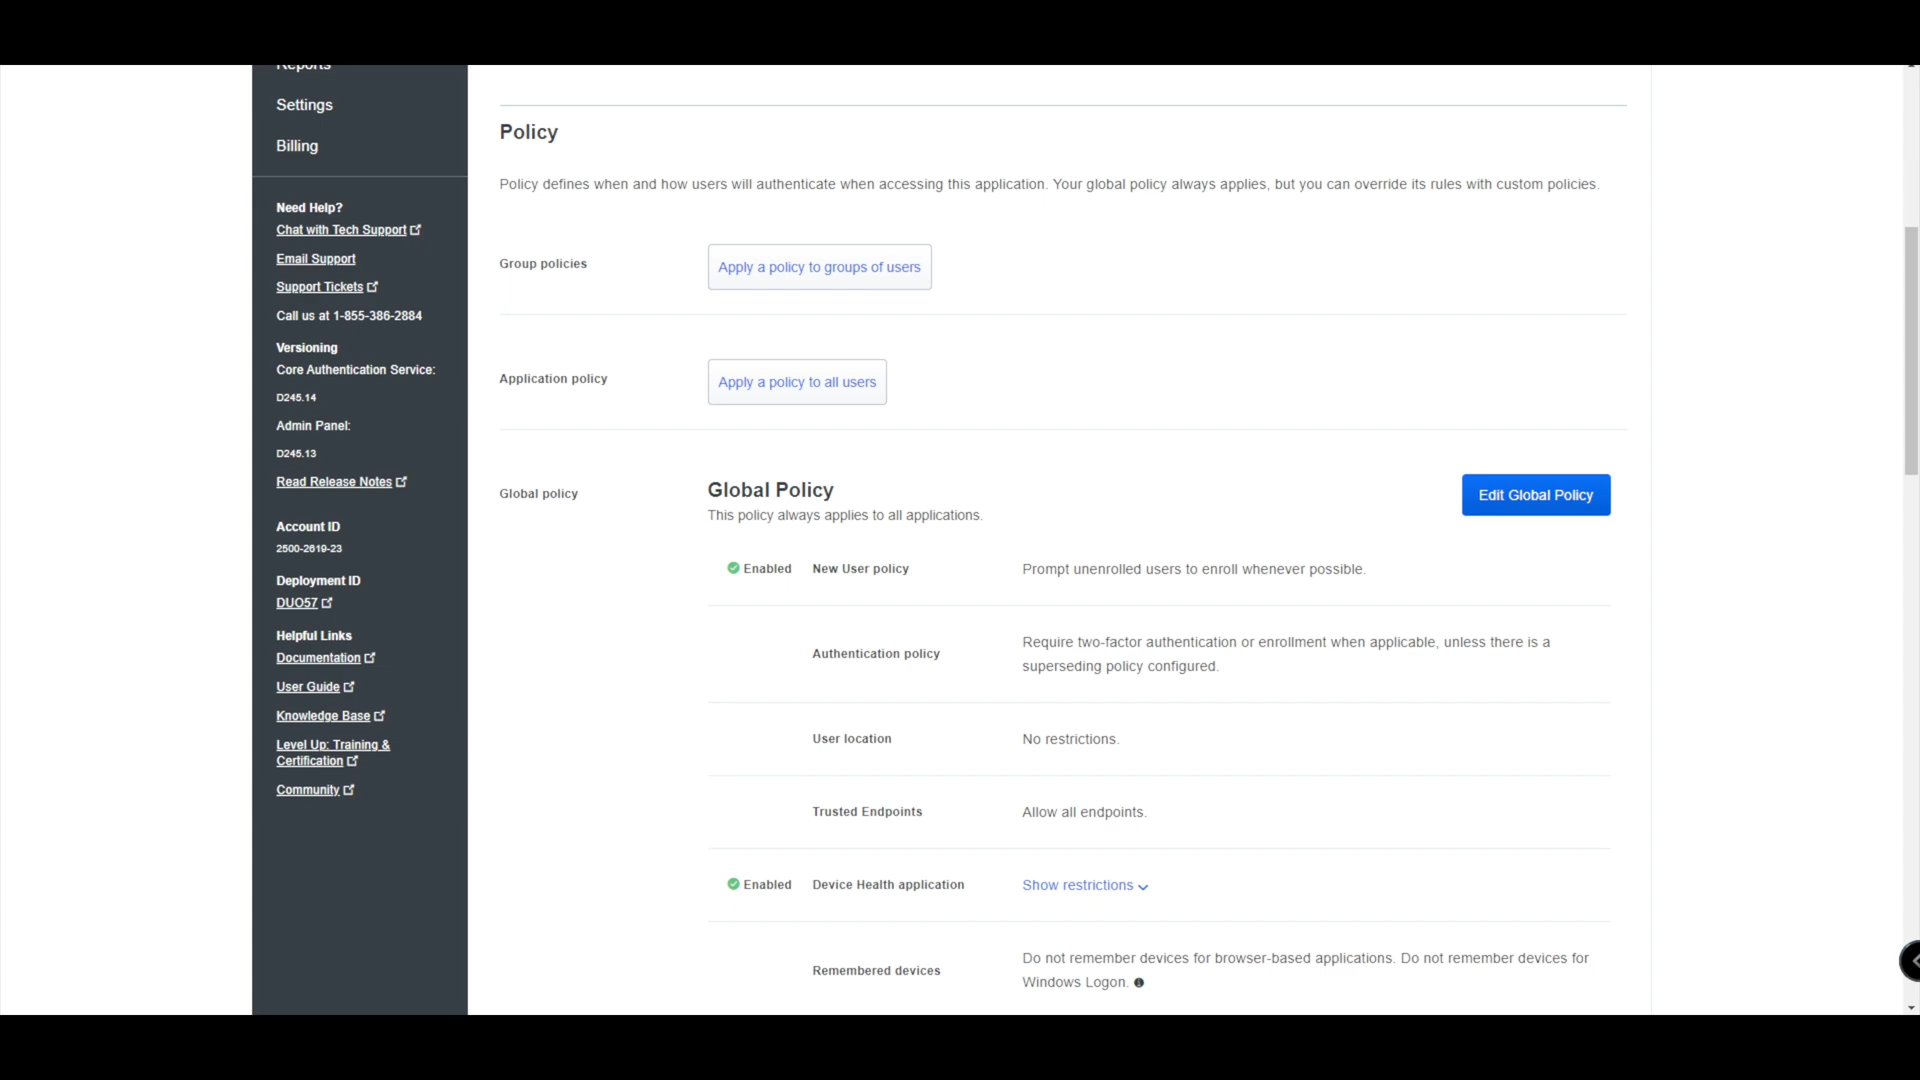 Reports
Settings
Billing
Need Help?
Chat with Tech Support
Email Support
Support Tickets
Call us at 1-855-386-2884
Versioning
Core Authentication Service:
D245.14
Admin Panel:
D245.13
Read Release Notes
Account ID
2500-2619-23
Deployment ID
DUO57
Helpful Links
Documentation
User Guide
Knowledge Base
Level Up: Training &
Certification
Community
Policy
Policy defines when and how users will authenticate when accessing this application. Your global policy always applies, but you can override its rules with custom policies.
Group policies
Apply a policy to groups of users
Application policy
Apply a policy to all users
Global policy
Global Policy
Edit Global Policy
This policy always applies to all applications.
Enabled New User policy Prompt unenrolled users to enroll whenever possible.
Authentication policy
Require two-factor authentication or enrollment when applicable, unless there is a
superseding policy configured.
User location No restrictions.
Trusted Endpoints Allow all endpoints.
Enabled Device Health application Show restrictions
Remembered devices
Do not remember devices for browser-based applications. Do not remember devices for
Windows Logon.